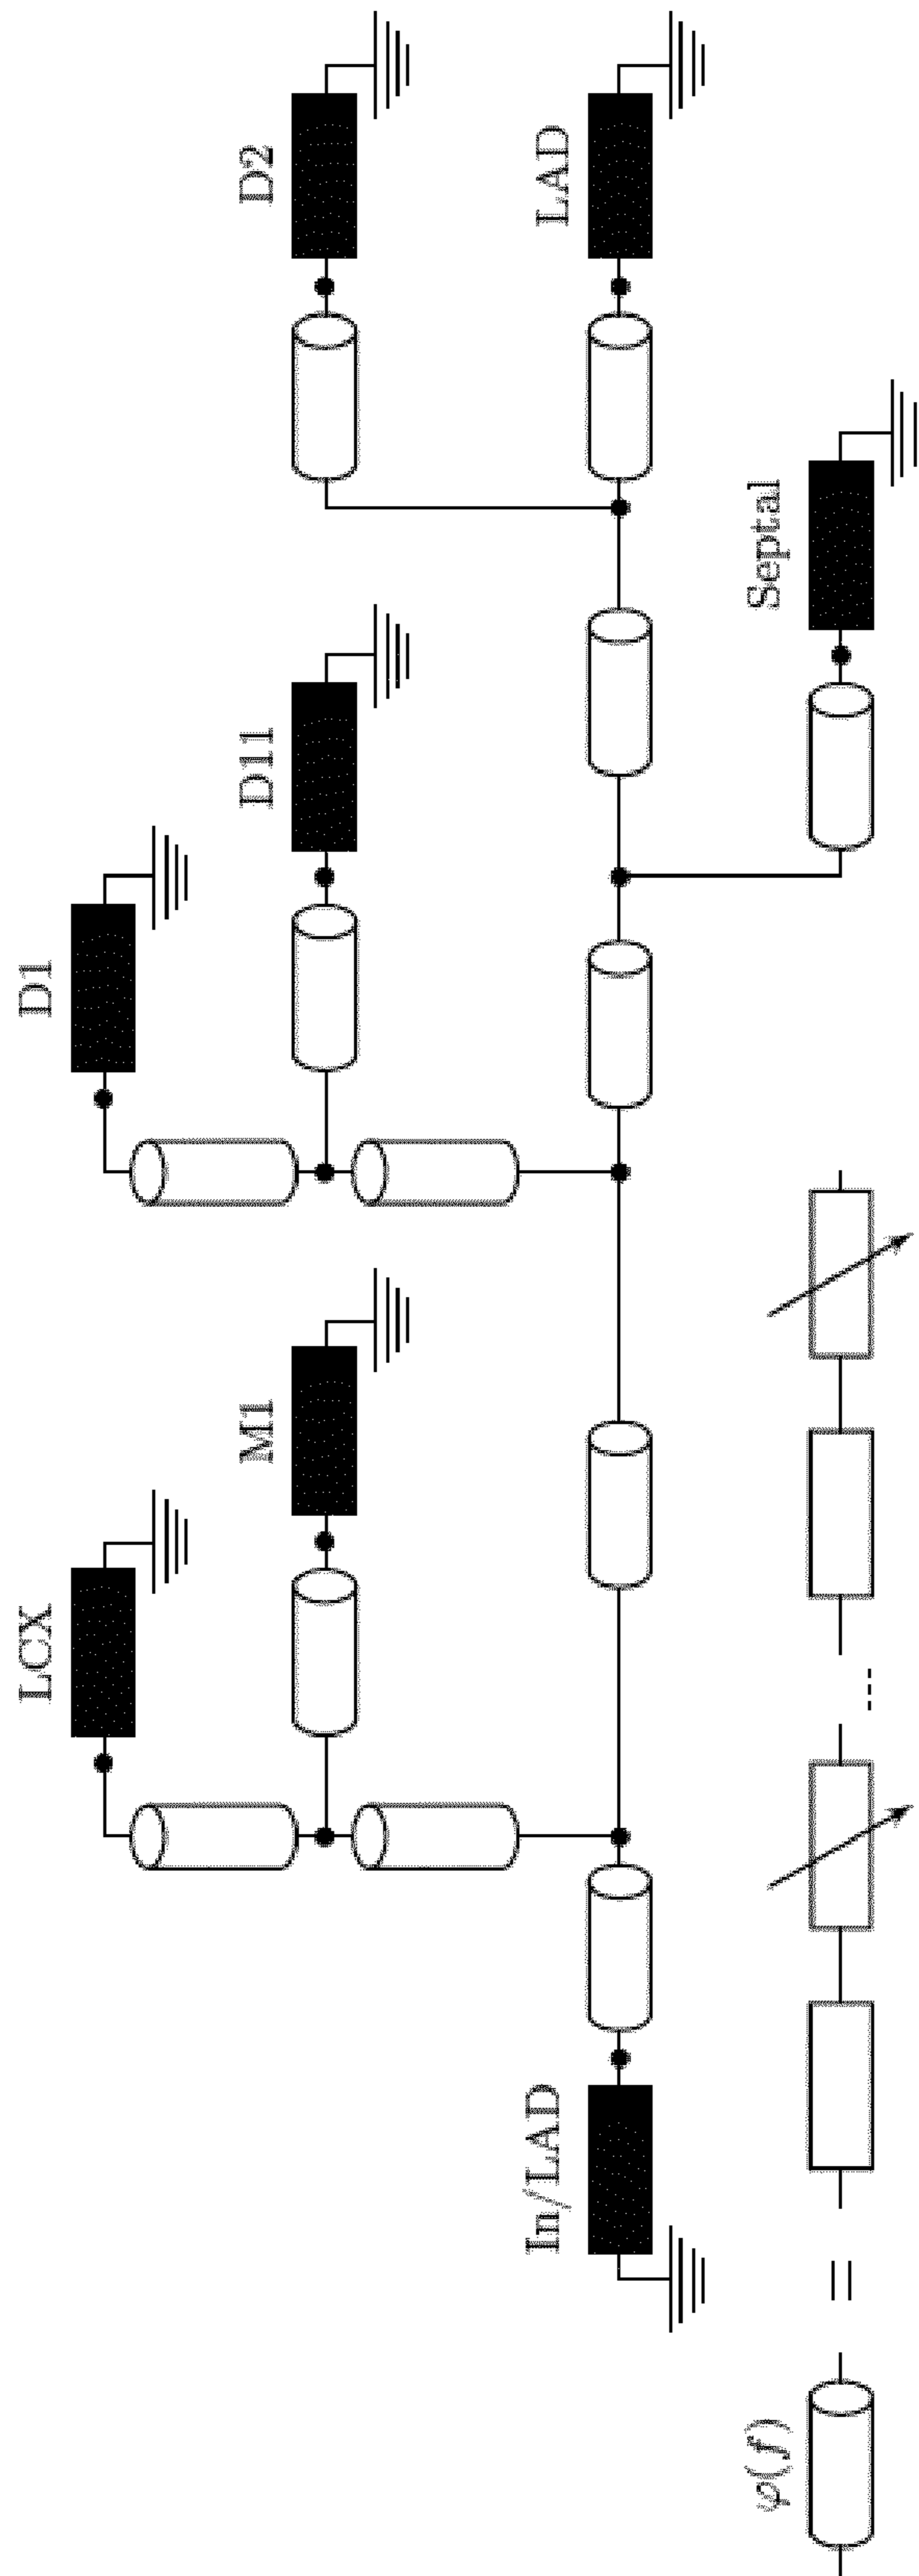 D2
LAD
Septal
D11
D1
M1
LCX
In/LAD
=
φ(f)